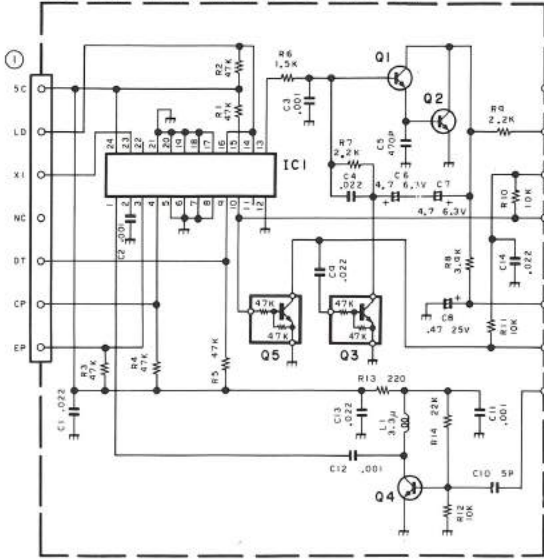 1
5C
LD
XI
NC
DT
CP
EP
R2
47K
R1
47K
R6
1.5K
C3
.001
Q1
Q2
C5
470P
R9
2.2K
24
23
22
21
20
19
18
17
16
15
14
13
IC1
1
2
3
4
5
6
7
8
9
10
11
12
C2
.001
R7
2.2K
C4
.022
C6
4.7 6.3V
C7
4.7 6.3V
R10
10K
C14
.022
R8
3.9K
C8
.47 25V
R11
10K
C9
.022
47K
47K
Q5
47K
47K
Q3
R3
47K
R4
47K
R5
47K
C1 .022
R13 220
C13
.022
L1
3.3μ
R14 22K
C11
.001
C12 .001
C10 5P
Q4
R12
10K